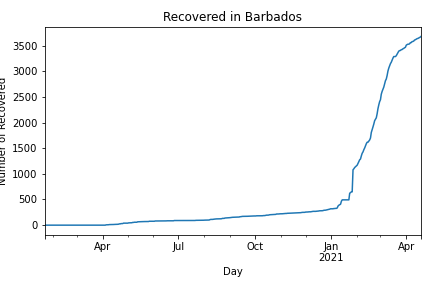 Recovered in Barbados
Number of Recovered
3500
3000
2500
2000
1500
1000
500
0
Apr
Jul
Oct
Jan
2021
Apr
Day